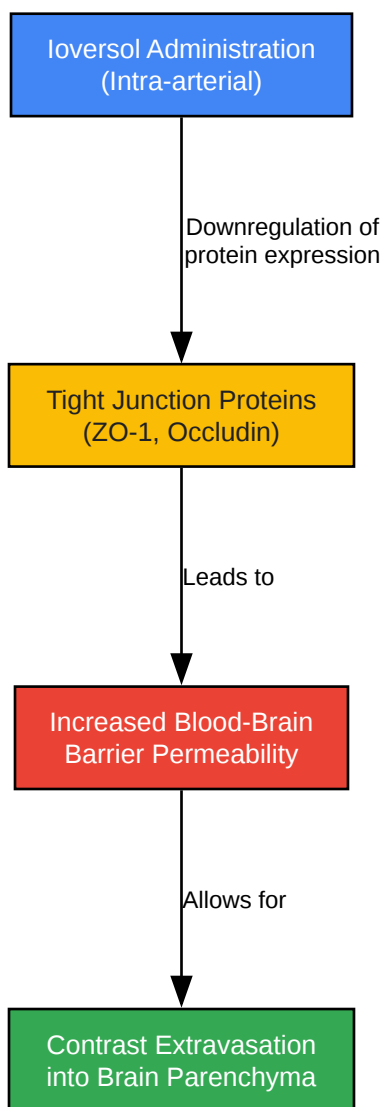 Ioversol Administration
(Intra-arterial)
Downregulation of
protein expression
Tight Junction Proteins
(ZO-1, Occludin)
Leads to
Increased Blood-Brain
Barrier Permeability
Allows for
Contrast Extravasation
into Brain Parenchyma